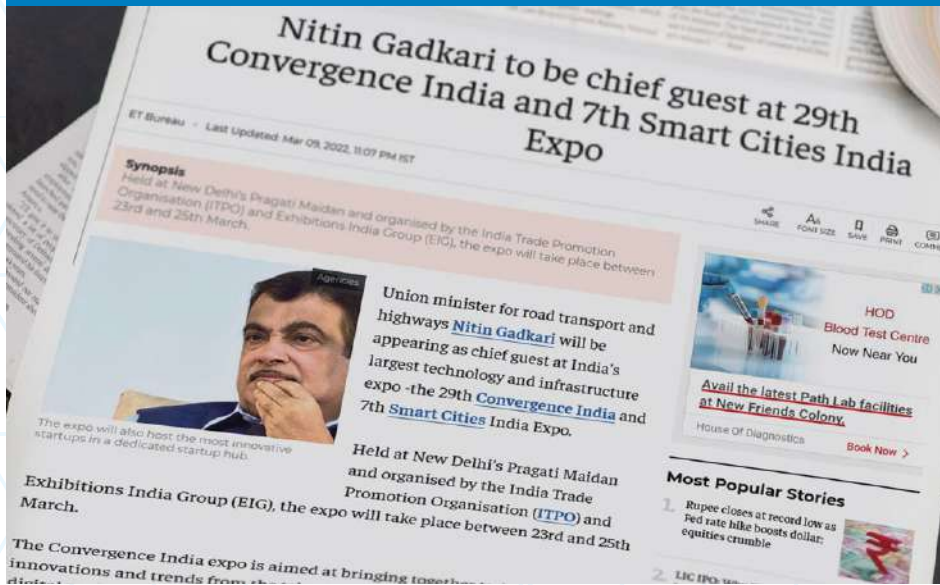 Nitin Gadkari to be chief guest at 29th
Convergence India and 7th Smart Cities India
Expo
ET Bureau · Last Updated: Mar 09, 2022, 11:07 PM IST
Synopsis
Held at New Delhi's Pragati Maidan and organised by the India Trade Promotion
Organisation (ITPO) and Exhibitions India Group (EIG), the expo will take place between
23rd and 25th March.
SHARE
FONT SIZE
SAVE
PRINT
Agencies
The expo will also host the most innovative
startups in a dedicated startup hub.
Union minister for road transport and
highways Nitin Gadkari will be
appearing as chief guest at India's
largest technology and infrastructure
expo -the 29th Convergence India and
7th Smart Cities India Expo.
Held at New Delhi's Pragati Maidan
and organised by the India Trade
Promotion Organisation (ITPO) and
Exhibitions India Group (EIG), the expo will take place between 23rd and 25th
March.
The Convergence India expo is aimed at bringing together
innovations and trends from the
HOD
Blood Test Centre
Now Near You
Avail the latest Path Lab facilities
at New Friends Colony.
House Of Diagnostics
Book Now >
Most Popular Stories
1. Rupee closes at record low as
Fed rate hike boosts dollar;
equities crumble
2. LIC IPO: